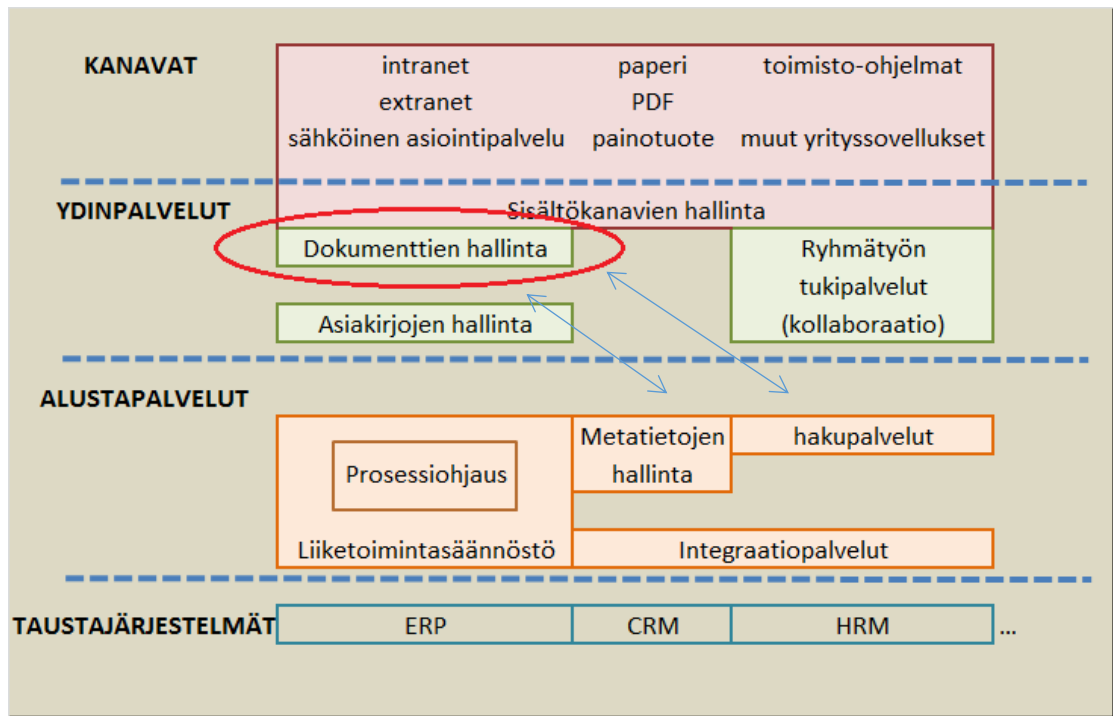 KANAVAT
intranet paperi toimisto-ohjelmat
extranet PDF
sähköinen asiointipalvelu painotuote muut yrityssovellukset
YDINPALVELUT
Sisältökanavien hallinta
Dokumenttien hallinta
Ryhmätyön
tukipalvelut
(kollaboraatio)
Asiakirjojen hallinta
ALUSTAPALVELUT
Prosessiohjaus
Liiketoimintasäännöstö
Metatietojen
hallinta
hakupalvelut
Integraatiopalvelut
TAUSTAJÄRJESTELMÄT ERP CRM HRM ...